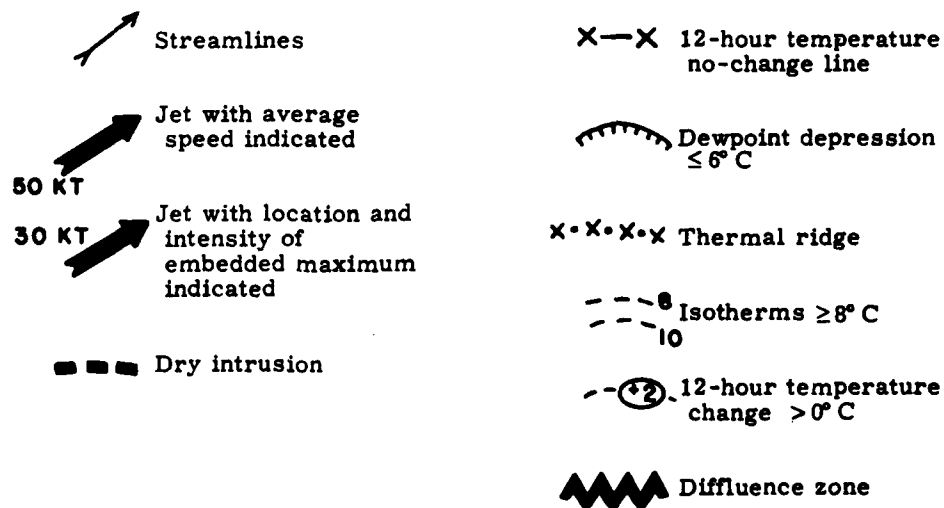 Streamlines
Jet with average
speed indicated
50 KT
30 KT
Jet with location and
intensity of
embedded maximum
indicated
Dry intrusion
X—X 12-hour temperature
no-change line
Dewpoint depression
≤6° C
x•x•x•x Thermal ridge
8 Isotherms ≥8° C
10
+2 12-hour temperature
change >0° C
Diffluence zone